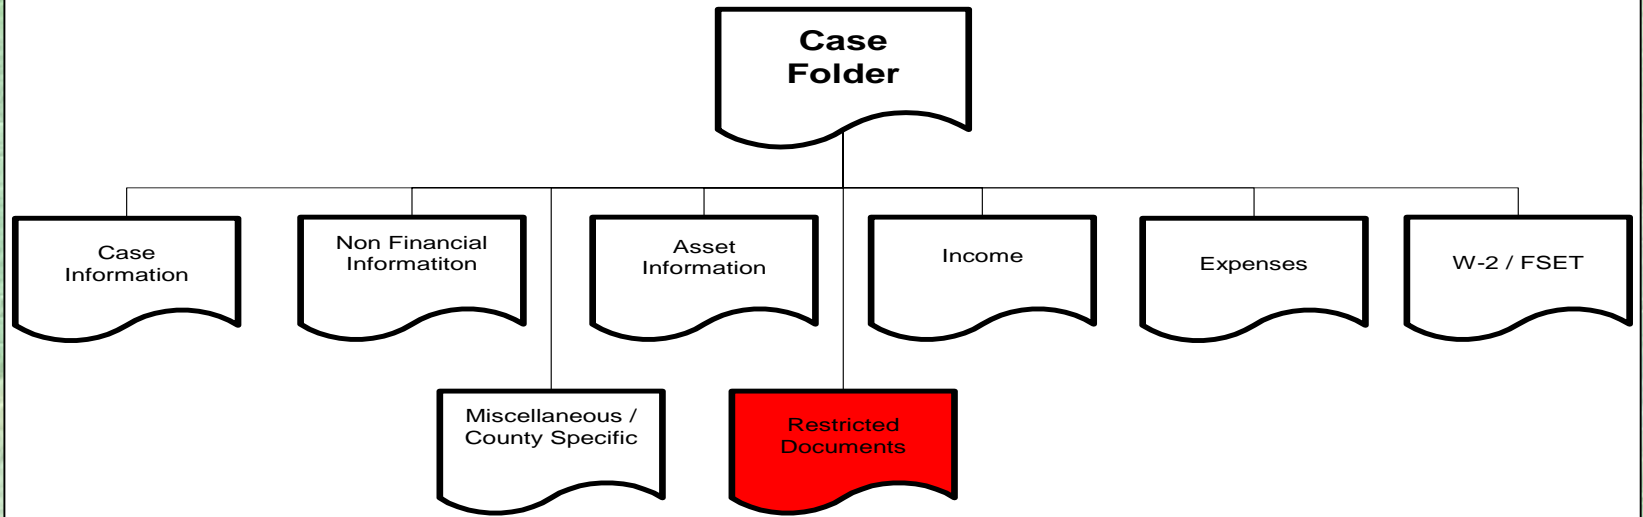 Case
Folder
Case
Information
Non Financial
Informatiton
Asset
Information
Income
Expenses
W-2 / FSET
Miscellaneous /
County Specific
Restricted
Documents